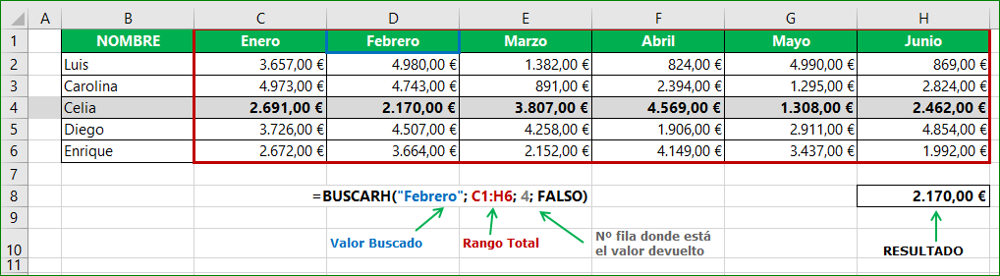 A B C D E F G H
1 NOMBRE Enero Febrero Marzo Abril Mayo Junio
2 Luis 3.657,00 € 4.980,00 € 1.382,00 € 824,00 € 4.990,00 € 869,00 €
3 Carolina 4.973,00 € 4.743,00 € 891,00 € 2.394,00 € 1.295,00 € 2.824,00 €
4 Celia 2.691,00 € 2.170,00 € 3.807,00 € 4.569,00 € 1.308,00 € 2.462,00 €
5 Diego 3.726,00 € 4.507,00 € 4.258,00 € 1.906,00 € 2.911,00 € 4.854,00 €
6 Enrique 2.672,00 € 3.664,00 € 2.152,00 € 4.149,00 € 3.437,00 € 1.992,00 €
7
8 =BUSCARH("Febrero"; C1:H6; 4; FALSO) 2.170,00 €
9
Valor Buscado Rango Total Nº fila donde está
10 el valor devuelto RESULTADO
11